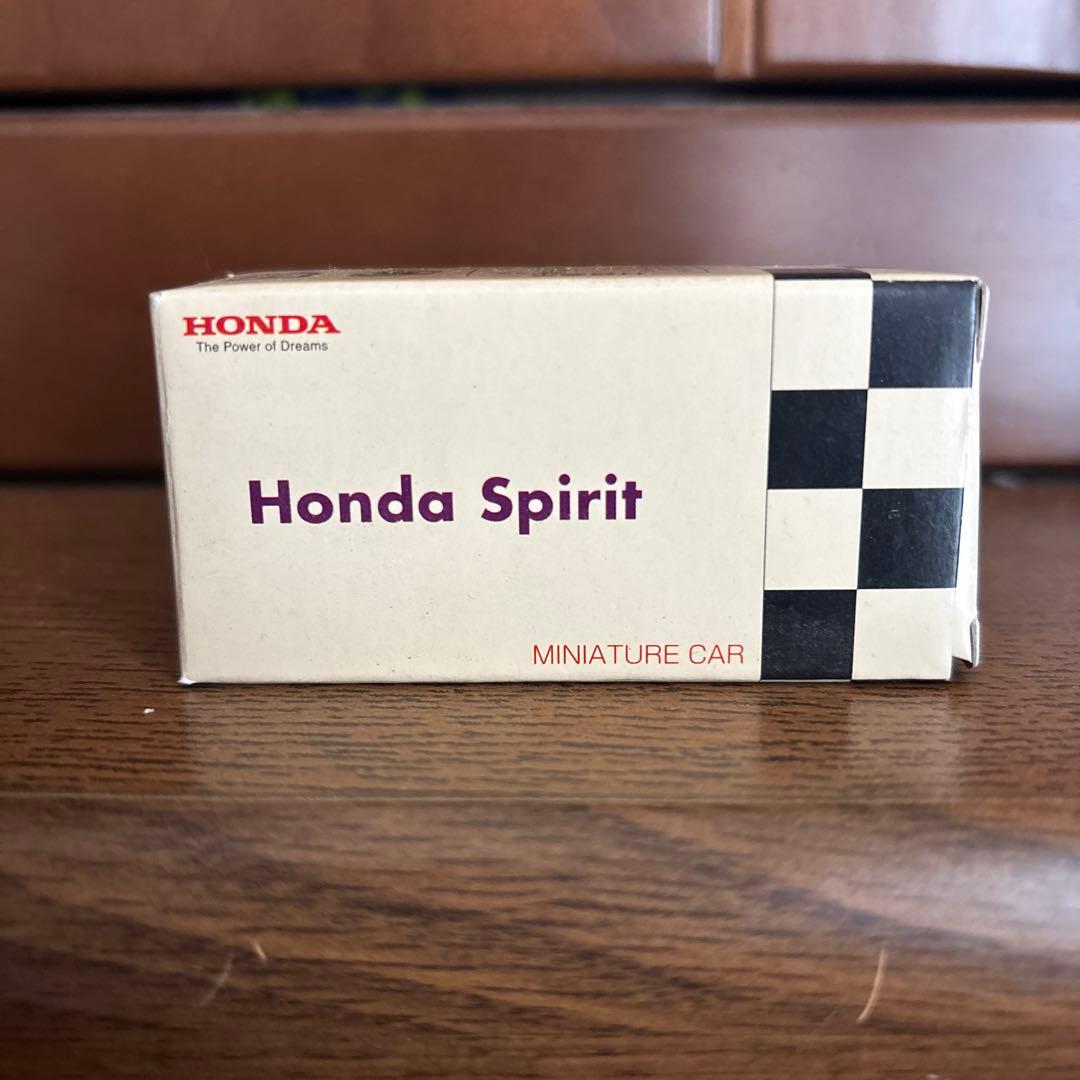 HONDA
The Power of Dreams
Honda Spirit
MINIATURE CAR